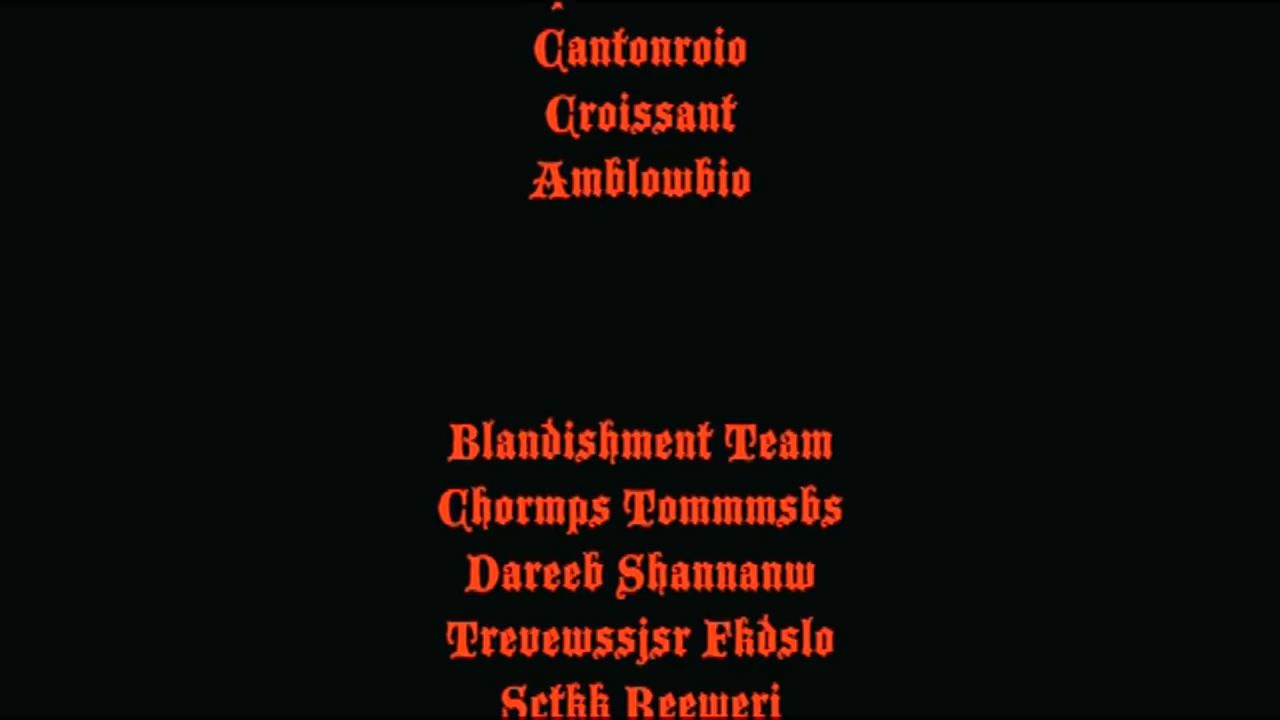 Cantonroio
Croissant
Amblowbio
Blandishment Team
Chormps Tommmsbs
Dareeb Shannanw
Trevewssjsr Fkdslo
Sctkk Reeweri